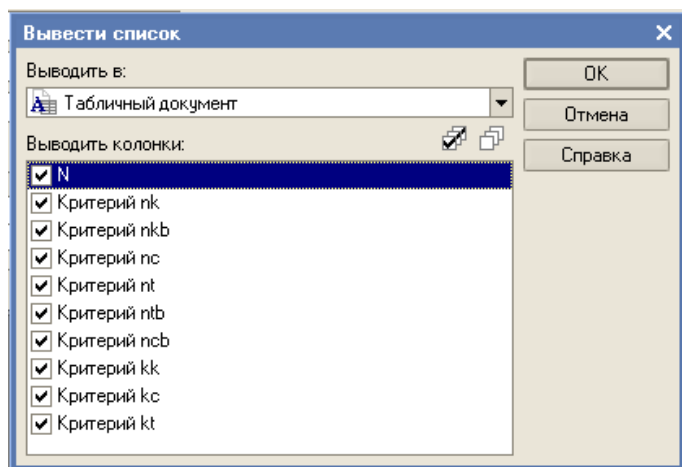 Вывести список
Выводить в:
Табличный документ
Выводить колонки:
N
Критерий nk
Критерий nkb
Критерий nc
Критерий nt
Критерий ntb
Критерий ncb
Критерий kk
Критерий kc
Критерий kt
OK
Отмена
Справка